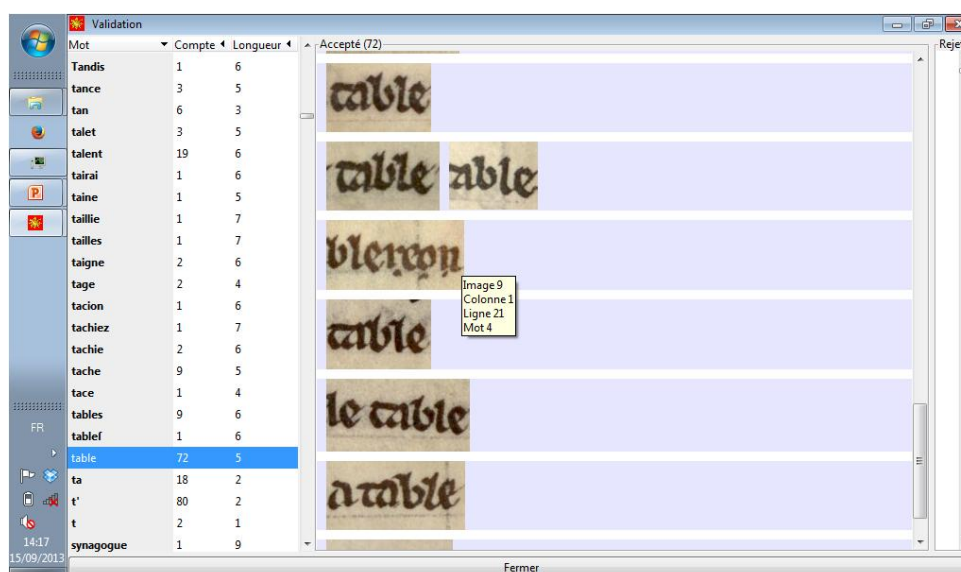 Validation
Mot Compte Longueur Accepté (72) Reje
Tandis 1 6
tance 3 5
tan 6 3
talet 3 5
talent 19 6
tairai 1 6
taine 1 5
taillie 1 7
tailles 1 7
taigne 2 6
tage 2 4
tacion 1 6
tachiez 1 7
tachie 2 6
tache 9 5
tace 1 4
tables 9 6
tableſ 1 6
table 72 5
ta 18 2
t' 80 2
t 2 1
synagogue 1 9
table
table able
Image 9
Colonne 1
Ligne 21
Mot 4
table
le table
a table
FR
14:17
15/09/2013
Fermer